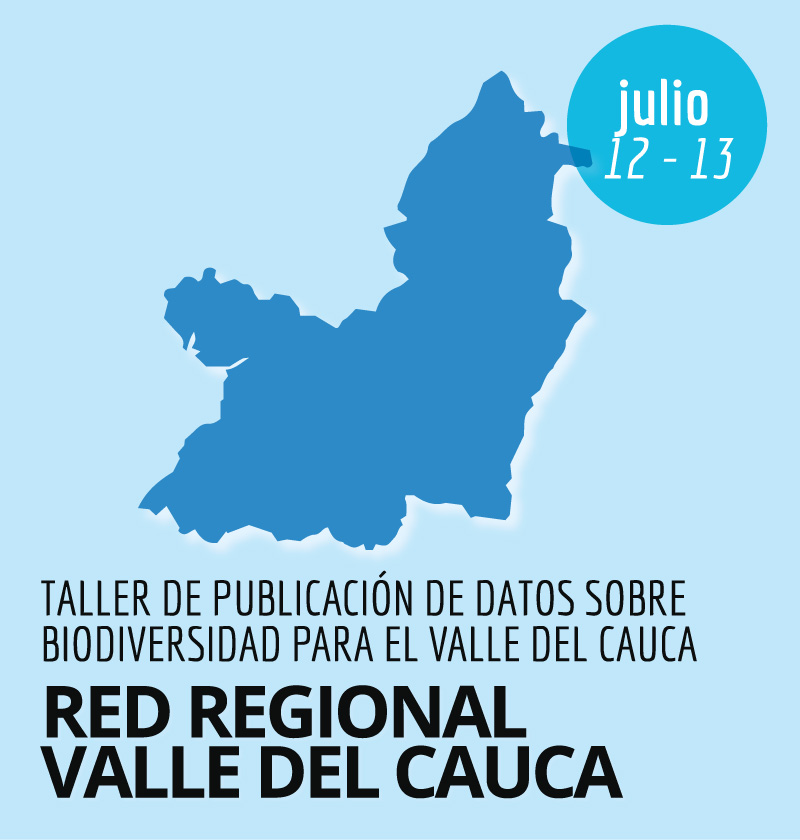 julio
12 - 13
TALLER DE PUBLICACIÓN DE DATOS SOBRE
BIODIVERSIDAD PARA EL VALLE DEL CAUCA
RED REGIONAL
VALLE DEL CAUCA